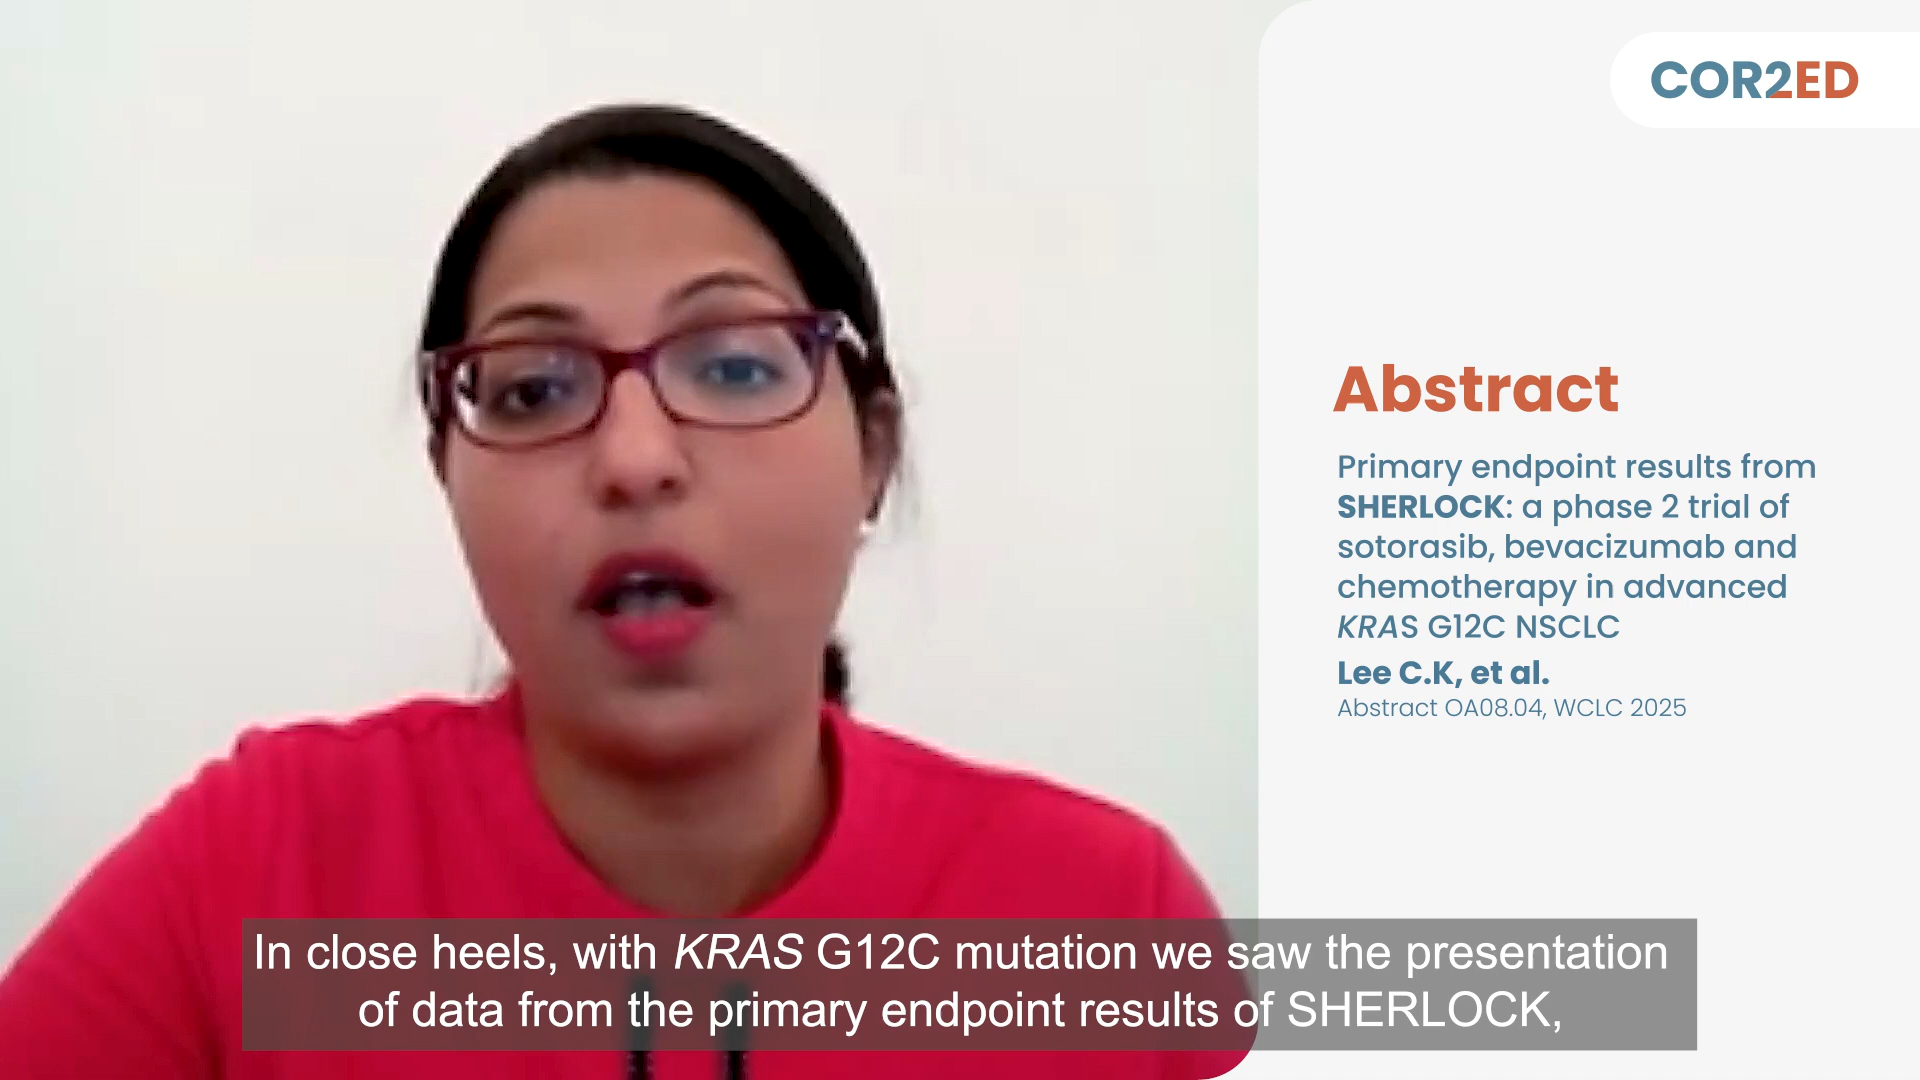 COR2ED
Abstract
Primary endpoint results from
SHERLOCK: a phase 2 trial of
sotorasib, bevacizumab and
chemotherapy in advanced
KRAS G12C NSCLC
Lee C.K, et al.
Abstract OA08.04, WCLC 2025
In close heels, with KRAS G12C mutation we saw the presentation
of data from the primary endpoint results of SHERLOCK,